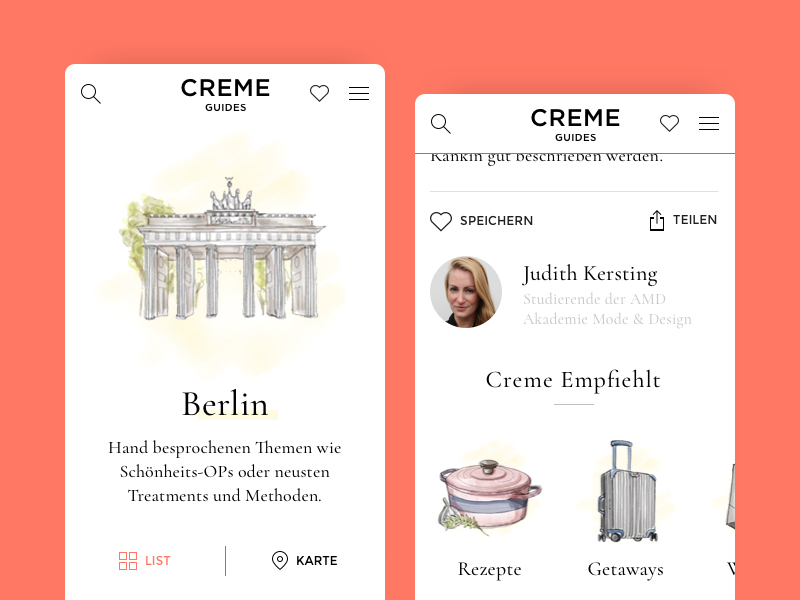 CREME
GUIDES
Berlin
Hand besprochenen Themen wie
Schönheits-OPs oder neusten
Treatments und Methoden.
LIST
KARTE
CREME
GUIDES
Rankin gut beschrieben werden.
SPEICHERN
TEILEN
Judith Kersting
Studierende der AMD
Akademie Mode & Design
Creme Empfiehlt
Rezepte
Getaways